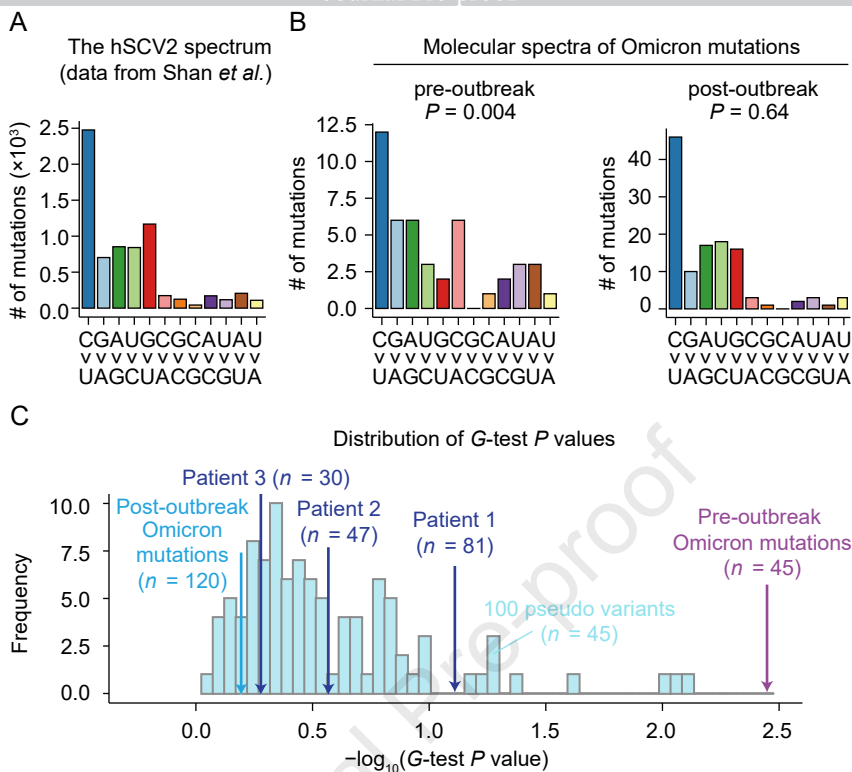 A
The hSCV2 spectrum
(data from Shan et al.)
# of mutations (×10³)
2.5
2.0
1.5
1.0
0.5
0.0
CGAUGCGCAUAU
>>>>>>>>>>>>
UAGCUACGCGUA
B
Molecular spectra of Omicron mutations
pre-outbreak
P = 0.004
# of mutations
12.5
10.0
7.5
5.0
2.5
0.0
CGAUGCGCAUAU
>>>>>>>>>>>>
UAGCUACGCGUA
post-outbreak
P = 0.64
# of mutations
40
30
20
10
0
CGAUGCGCAUAU
>>>>>>>>>>>>
UAGCUACGCGUA
C
Distribution of G-test P values
Frequency
10.0
7.5
5.0
2.5
0.0
Post-outbreak
Omicron
mutations
(n = 120)
Patient 3 (n = 30)
Patient 2
(n = 47)
Patient 1
(n = 81)
Pre-outbreak
Omicron mutations
(n = 45)
100 pseudo variants
(n = 45)
0.0 0.5 1.0 1.5 2.0 2.5
−log₁₀(G-test P value)
al Pre-proof